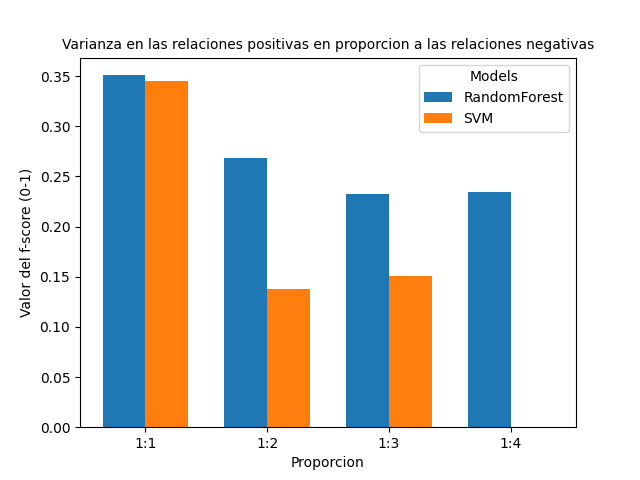 Varianza en las relaciones positivas en proporcion a las relaciones negativas
Models
RandomForest
SVM
Valor del f-score (0-1)
0.35
0.30
0.25
0.20
0.15
0.10
0.05
0.00
1:1 1:2 1:3 1:4
Proporcion